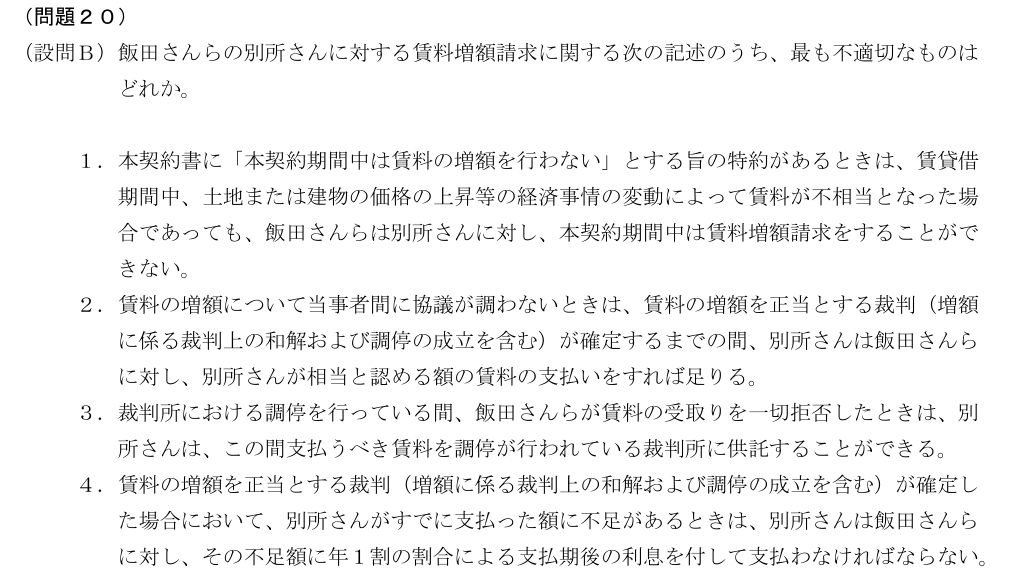 （問題２０）
（設問Ｂ）飯田さんらの別所さんに対する賃料増額請求に関する次の記述のうち、最も不適切なものは
どれか。
１．本契約書に「本契約期間中は賃料の増額を行わない」とする旨の特約があるときは、賃貸借
期間中、土地または建物の価格の上昇等の経済事情の変動によって賃料が不相当となった場
合であっても、飯田さんらは別所さんに対し、本契約期間中は賃料増額請求をすることがで
きない。
２．賃料の増額について当事者間に協議が調わないときは、賃料の増額を正当とする裁判（増額
に係る裁判上の和解および調停の成立を含む）が確定するまでの間、別所さんは飯田さんら
に対し、別所さんが相当と認める額の賃料の支払いをすれば足りる。
３．裁判所における調停を行っている間、飯田さんらが賃料の受取りを一切拒否したときは、別
所さんは、この間支払うべき賃料を調停が行われている裁判所に供託することができる。
４．賃料の増額を正当とする裁判（増額に係る裁判上の和解および調停の成立を含む）が確定し
た場合において、別所さんがすでに支払った額に不足があるときは、別所さんは飯田さんら
に対し、その不足額に年１割の割合による支払期後の利息を付して支払わなければならない。